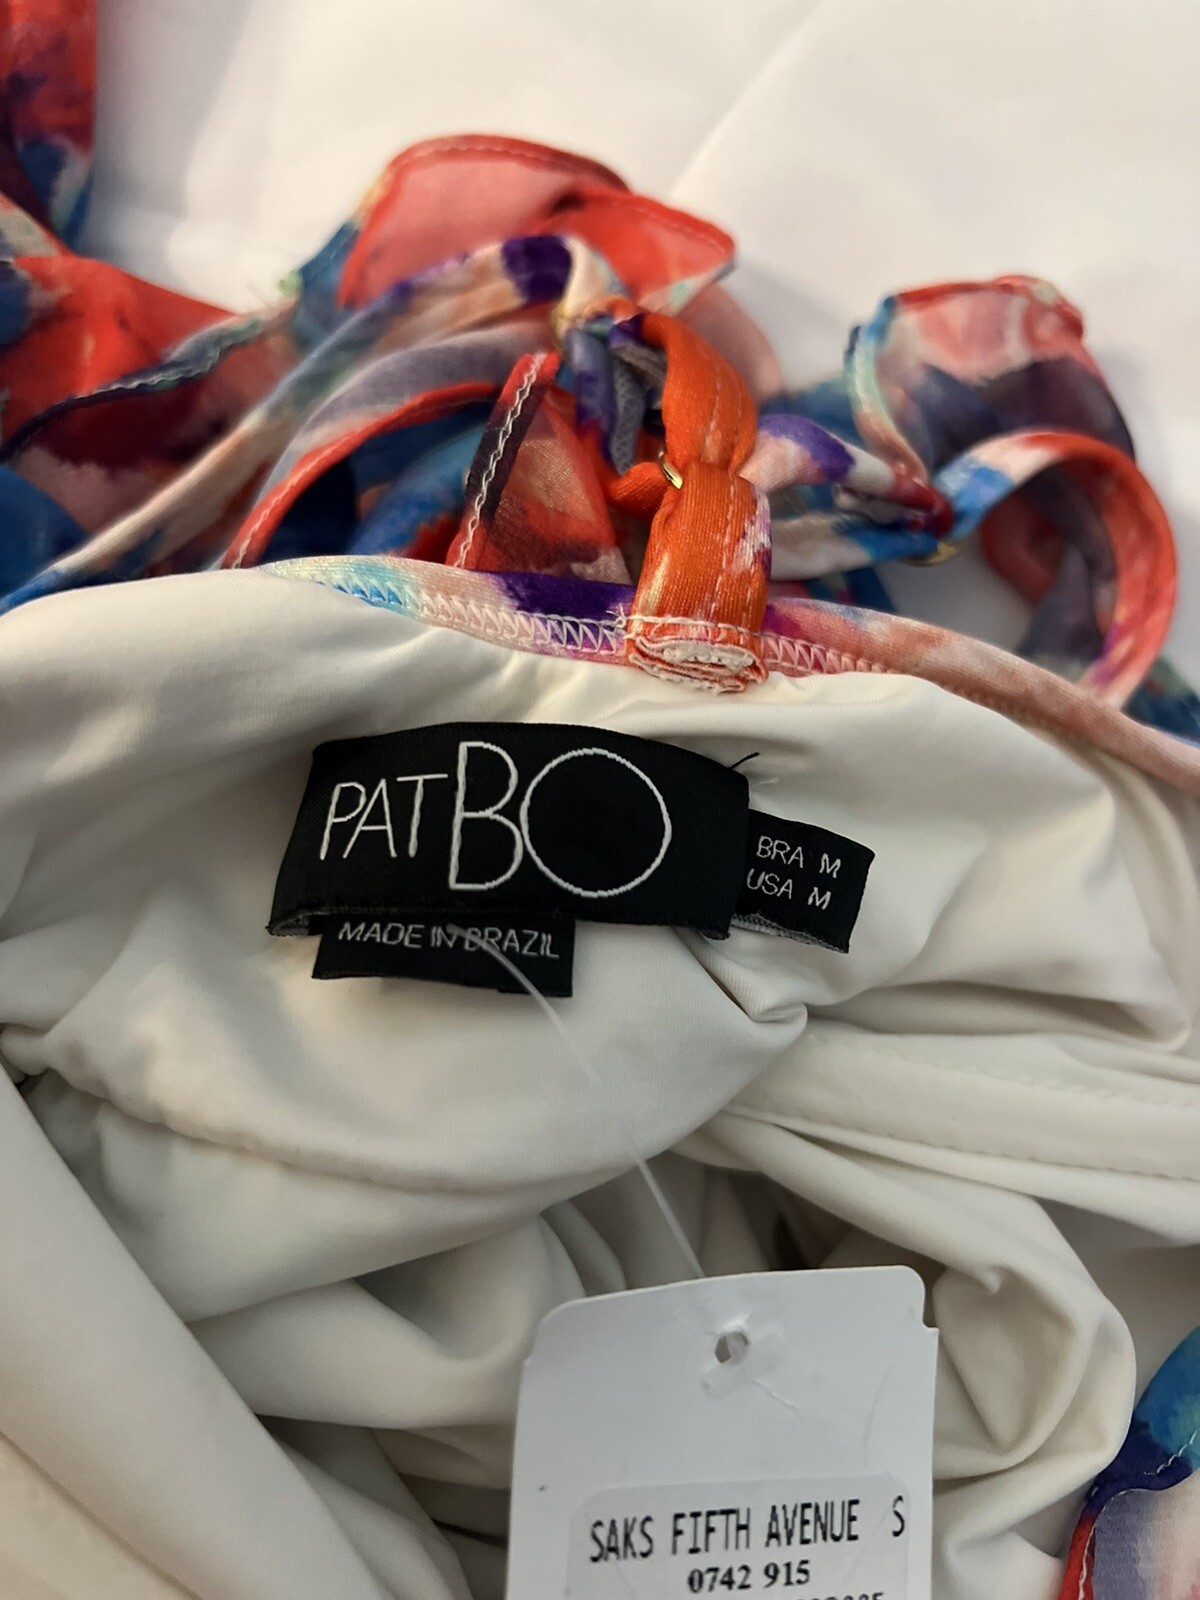 PATBO
BRA M
USA M
MADE IN BRAZIL
SAKS FIFTH AVENUE S
0742 915